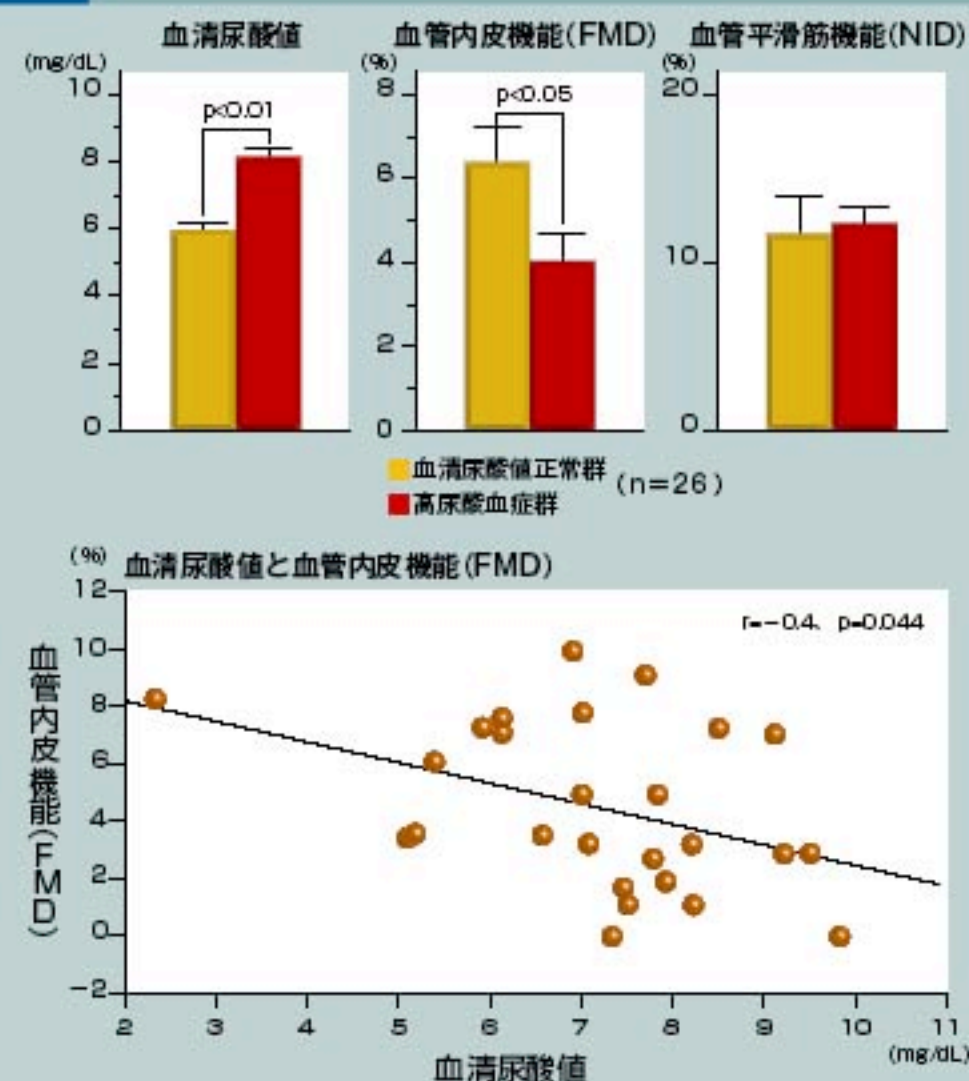 血清尿酸値
(mg/dL)
10
8
6
4
2
0
p<0.01
血管内皮機能(FMD)
(%)
8
6
4
2
0
p<0.05
血管平滑筋機能(NID)
(%)
20
10
0
血清尿酸値正常群
高尿酸血症群
(n=26)
血清尿酸値と血管内皮機能(FMD)
(%)
血管内皮機能(FMD)
12
10
8
6
4
2
0
-2
r=-0.4、p=0.044
2 3 4 5 6 7 8 9 10 11
(mg/dL)
血清尿酸値